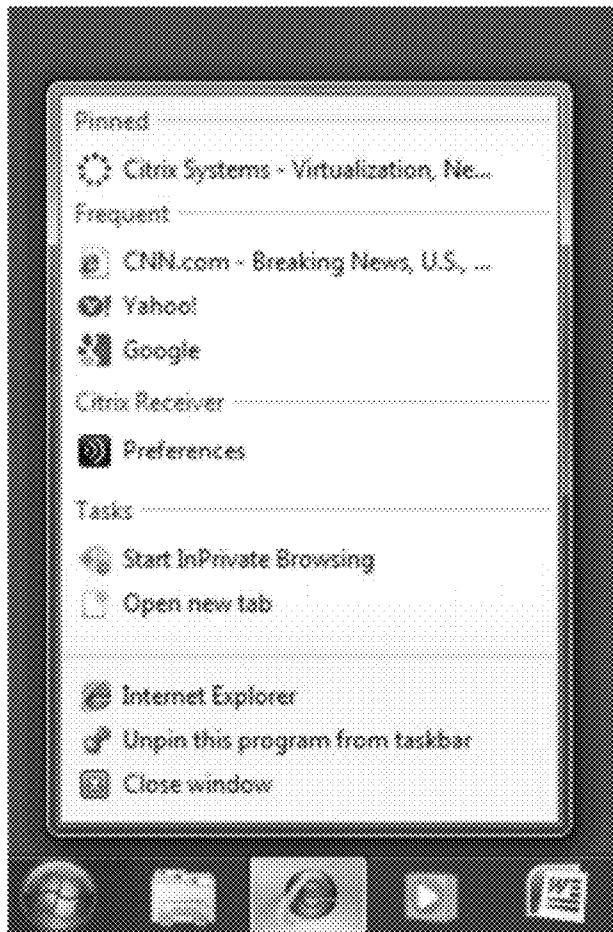 Pinned
Citrix Systems - Virtualization, Ne...
Frequent
CNN.com - Breaking News, U.S., ...
Yahoo!
Google
Citrix Receiver
Preferences
Tasks
Start InPrivate Browsing
Open new tab
Internet Explorer
Unpin this program from taskbar
Close window